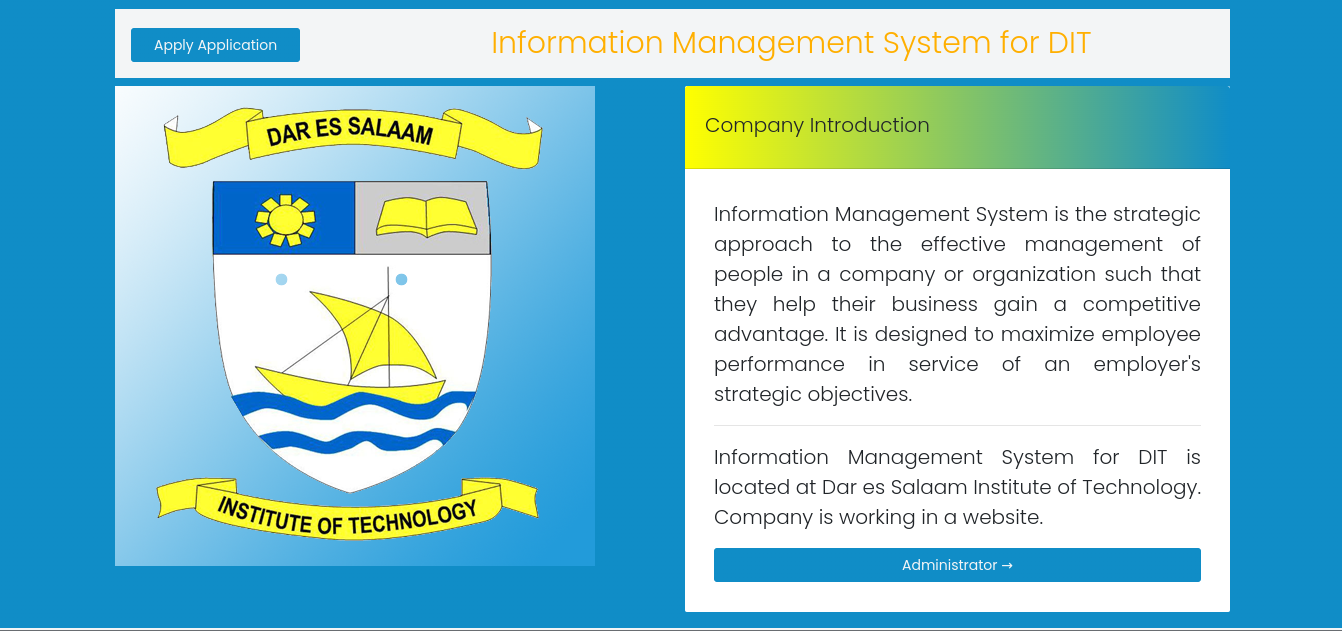 Apply Application
Information Management System for DIT
DAR ES SALAAM
INSTITUTE OF TECHNOLOGY
Company Introduction
Information Management System is the strategic
approach to the effective management of
people in a company or organization such that
they help their business gain a competitive
advantage. It is designed to maximize employee
performance in service of an employer's
strategic objectives.
Information Management System for DIT is
located at Dar es Salaam Institute of Technology.
Company is working in a website.
Administrator →